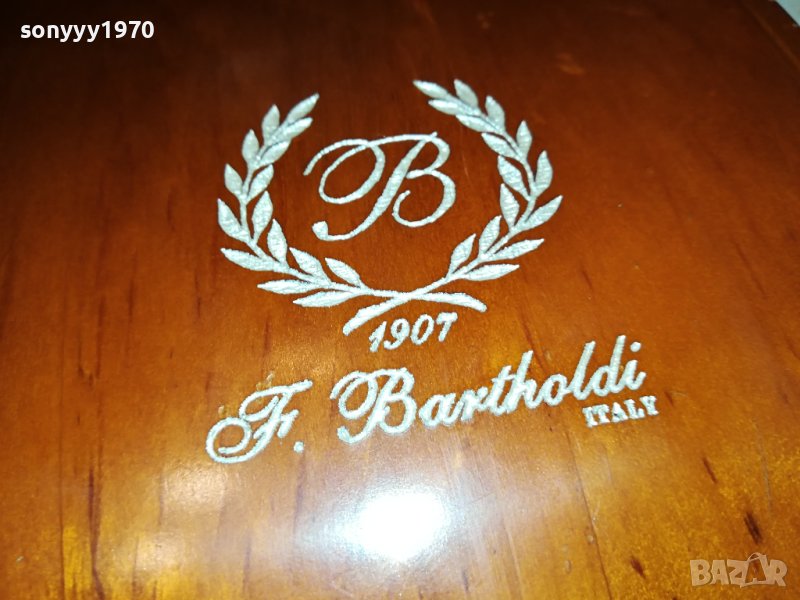 sonyyy1970
B
1907
F. Bartholdi
ITALY
BAZAR